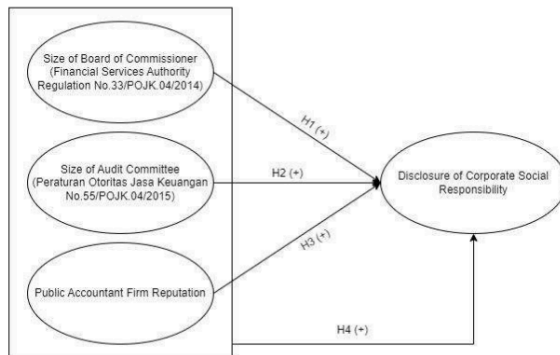 Size of Board of Commissioner
(Financial Services Authority
Regulation No.33/POJK.04/2014)
H1 (+)
Size of Audit Committee
(Peraturan Otoritas Jasa Keuangan
No.55/POJK.04/2015)
H2 (+)
Disclosure of Corporate Social
Responsibility
H3 (+)
Public Accountant Firm Reputation
H4 (+)